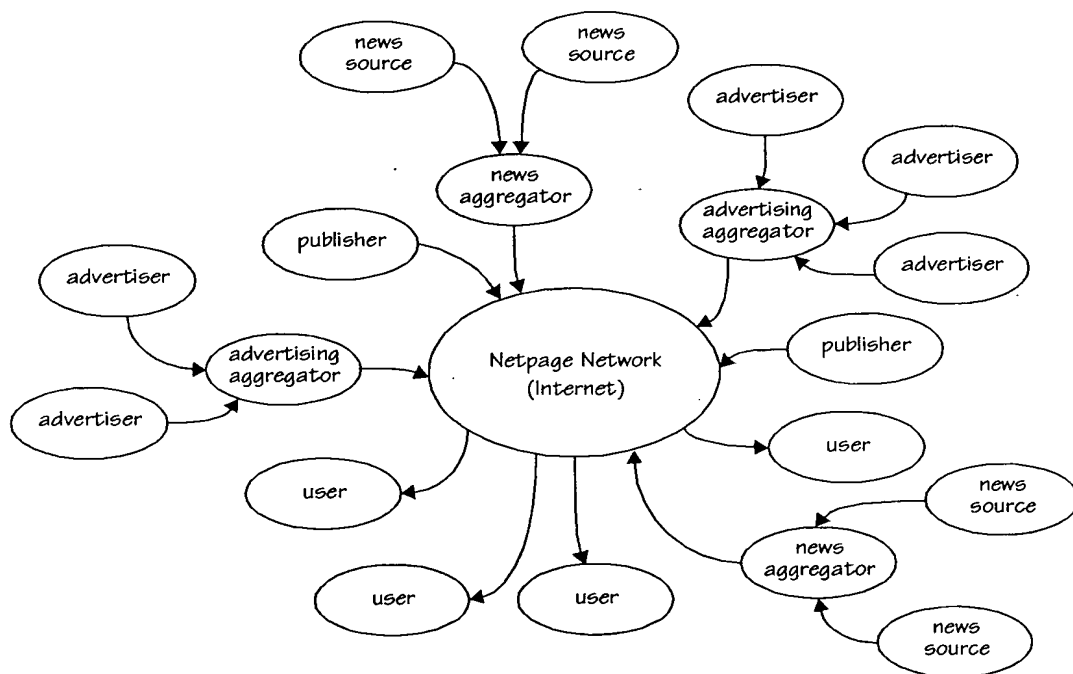 news
source
news
source
advertiser
advertiser
news
aggregator
advertising
aggregator
publisher
advertiser
advertiser
publisher
advertising
aggregator
Netpage Network
(Internet)
advertiser
user
user
news
source
news
aggregator
user
user
news
source